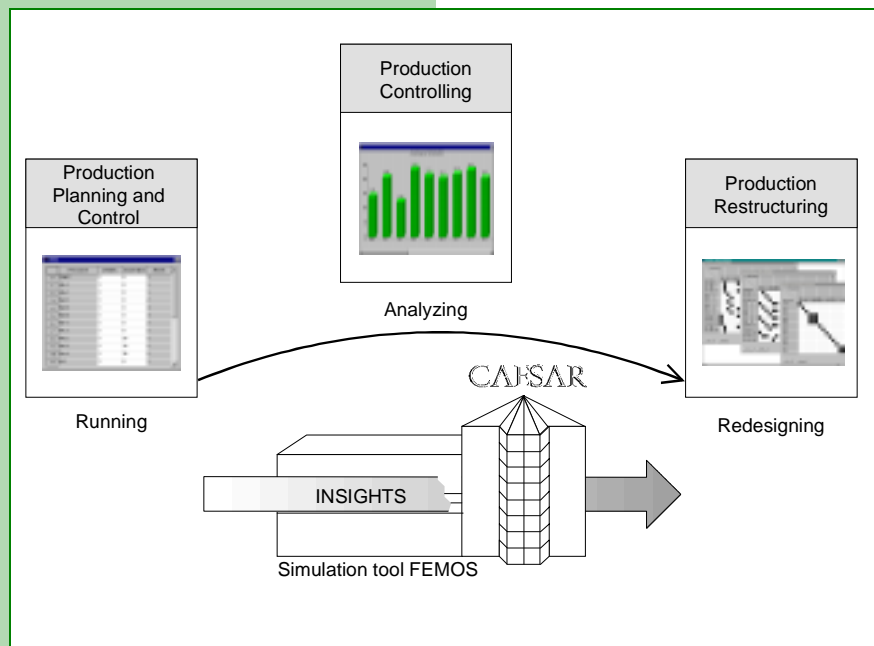 Production
Controlling
Production
Planning and
Control
Production
Restructuring
Analyzing
CAESAR
Running
Redesigning
INSIGHTS
Simulation tool FEMOS